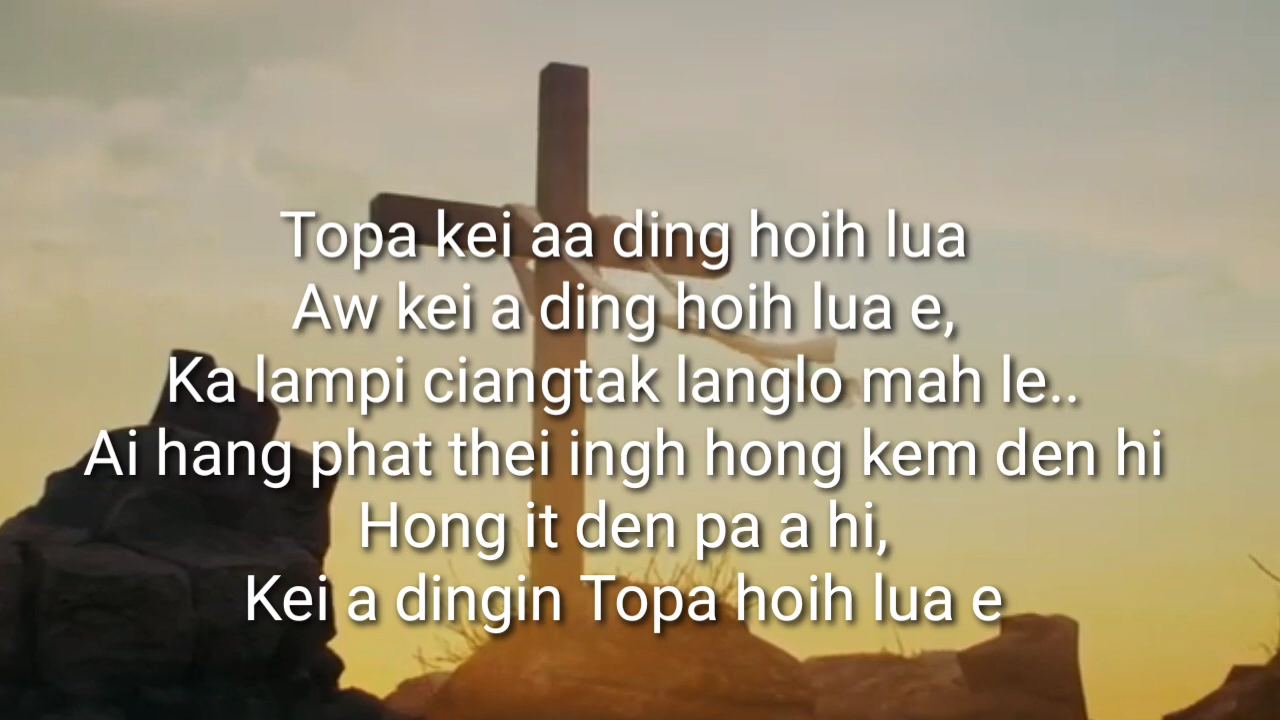 Topa kei aa ding hoih lua
Aw kei a ding hoih lua e,
Ka lampi ciangtak langlo mah le..
Ai hang phat thei ingh hong kem den hi
Hong it den pa a hi,
Kei a dingin Topa hoih lua e